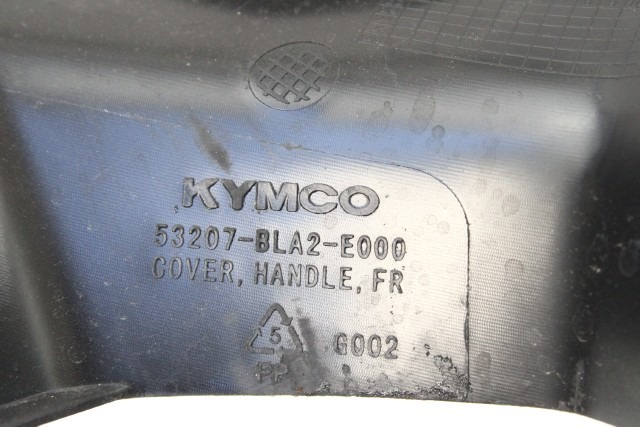 KYMCO
53207-BLA2-E000
COVER, HANDLE, FR
5 G002
PP